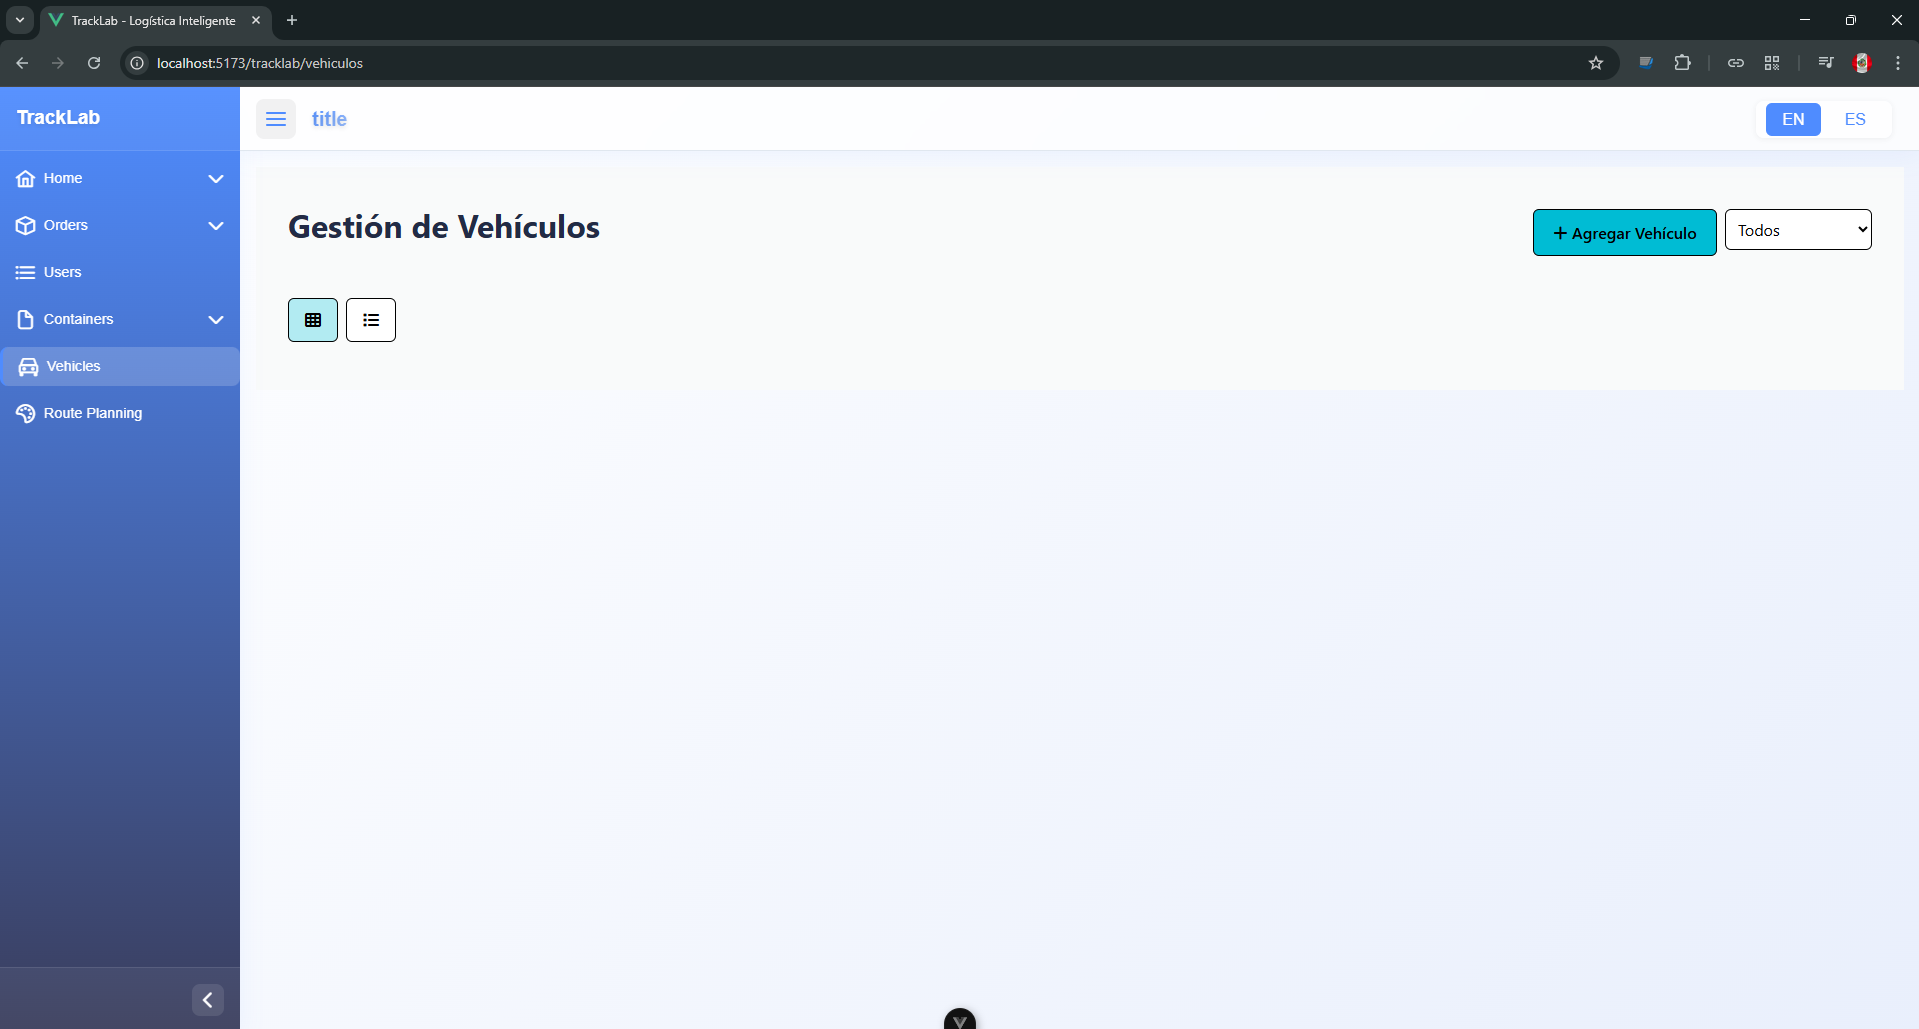 TrackLab - Logística Inteligente
localhost:5173/tracklab/vehiculos
TrackLab
title
EN ES
Home
Orders
Users
Containers
Vehicles
Route Planning
Gestión de Vehículos
+ Agregar Vehículo
Todos